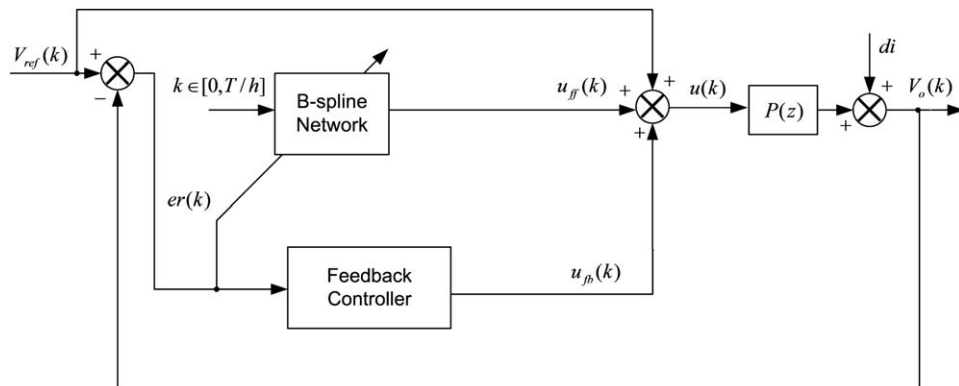 V_ref(k)
+
−
k∈[0,T/h]
B-spline
Network
er(k)
Feedback
Controller
u_ff(k)
u_fb(k)
+
+
+
u(k)
P(z)
di
+
+
V_o(k)